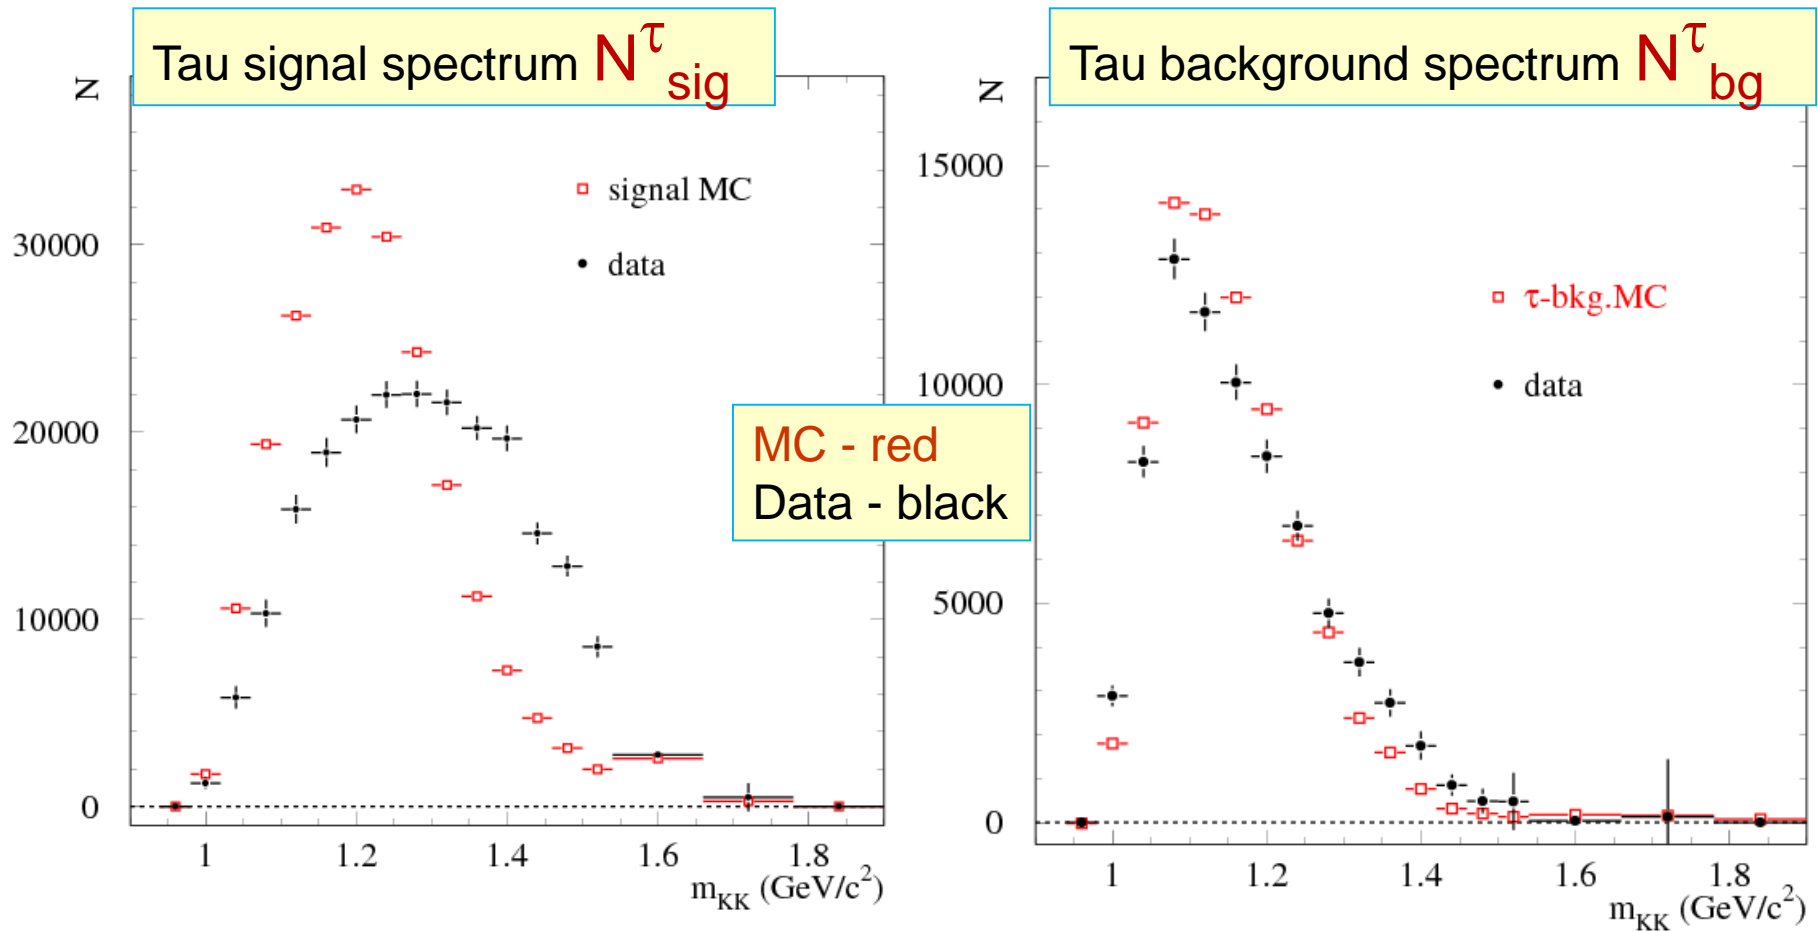 Tau signal spectrum N^τ_sig
N
30000
20000
10000
0
1
1.2
1.4
1.6
1.8
m_KK (GeV/c²)
signal MC
data
MC - red
Data - black
Tau background spectrum N^τ_bg
N
15000
10000
5000
0
1
1.2
1.4
1.6
1.8
m_KK (GeV/c²)
τ-bkg.MC
data